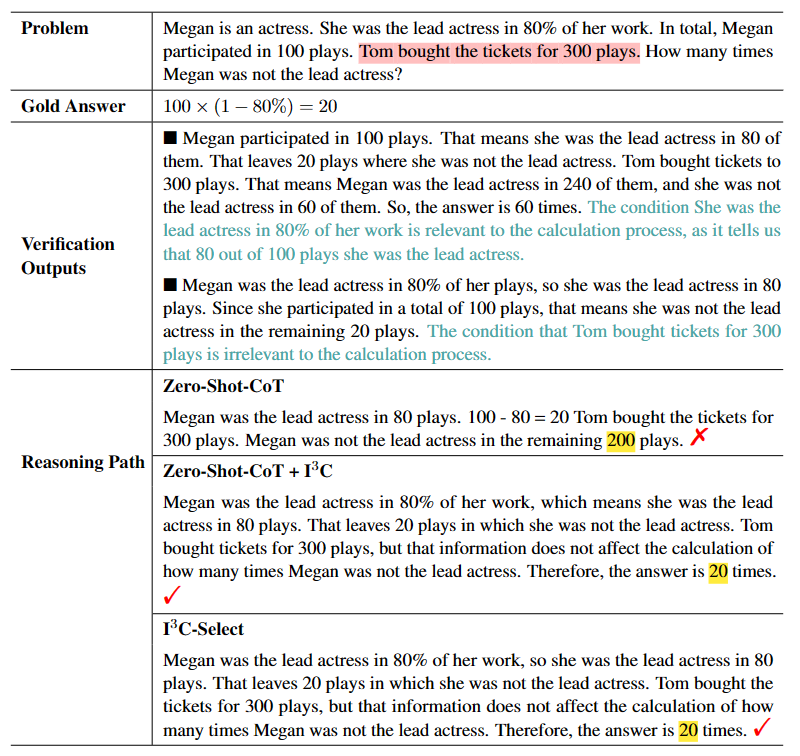 Problem
Megan is an actress. She was the lead actress in 80% of her work. In total, Megan
participated in 100 plays. Tom bought the tickets for 300 plays. How many times
Megan was not the lead actress?
Gold Answer
100 × (1 − 80%) = 20
Verification
Outputs
■ Megan participated in 100 plays. That means she was the lead actress in 80 of
them. That leaves 20 plays where she was not the lead actress. Tom bought tickets to
300 plays. That means Megan was the lead actress in 240 of them, and she was not
the lead actress in 60 of them. So, the answer is 60 times. The condition She was the
lead actress in 80% of her work is relevant to the calculation process, as it tells us
that 80 out of 100 plays she was the lead actress.
■ Megan was the lead actress in 80% of her plays, so she was the lead actress in 80
plays. Since she participated in a total of 100 plays, that means she was not the lead
actress in the remaining 20 plays. The condition that Tom bought tickets for 300
plays is irrelevant to the calculation process.
Reasoning Path
Zero-Shot-CoT
Megan was the lead actress in 80 plays. 100 - 80 = 20 Tom bought the tickets for
300 plays. Megan was not the lead actress in the remaining 200 plays. ✗
Zero-Shot-CoT + I³C
Megan was the lead actress in 80% of her work, which means she was the lead
actress in 80 plays. That leaves 20 plays in which she was not the lead actress. Tom
bought tickets for 300 plays, but that information does not affect the calculation of
how many times Megan was not the lead actress. Therefore, the answer is 20 times.
✓
I³C-Select
Megan was the lead actress in 80% of her work, so she was the lead actress in 80
plays. That leaves 20 plays in which she was not the lead actress. Tom bought the
tickets for 300 plays, but that information does not affect the calculation of how
many times Megan was not the lead actress. Therefore, the answer is 20 times. ✓